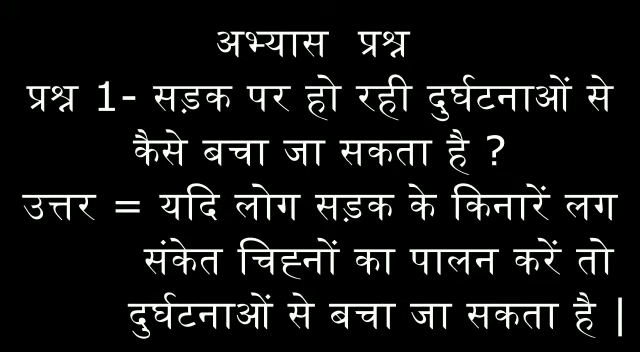 अभ्यास प्रश्न
प्रश्न 1- सड़क पर हो रही दुर्घटनाओं से
कैसे बचा जा सकता है ?
उत्तर = यदि लोग सड़क के किनारें लग
संकेत चिह्नों का पालन करें तो
दुर्घटनाओं से बचा जा सकता है |